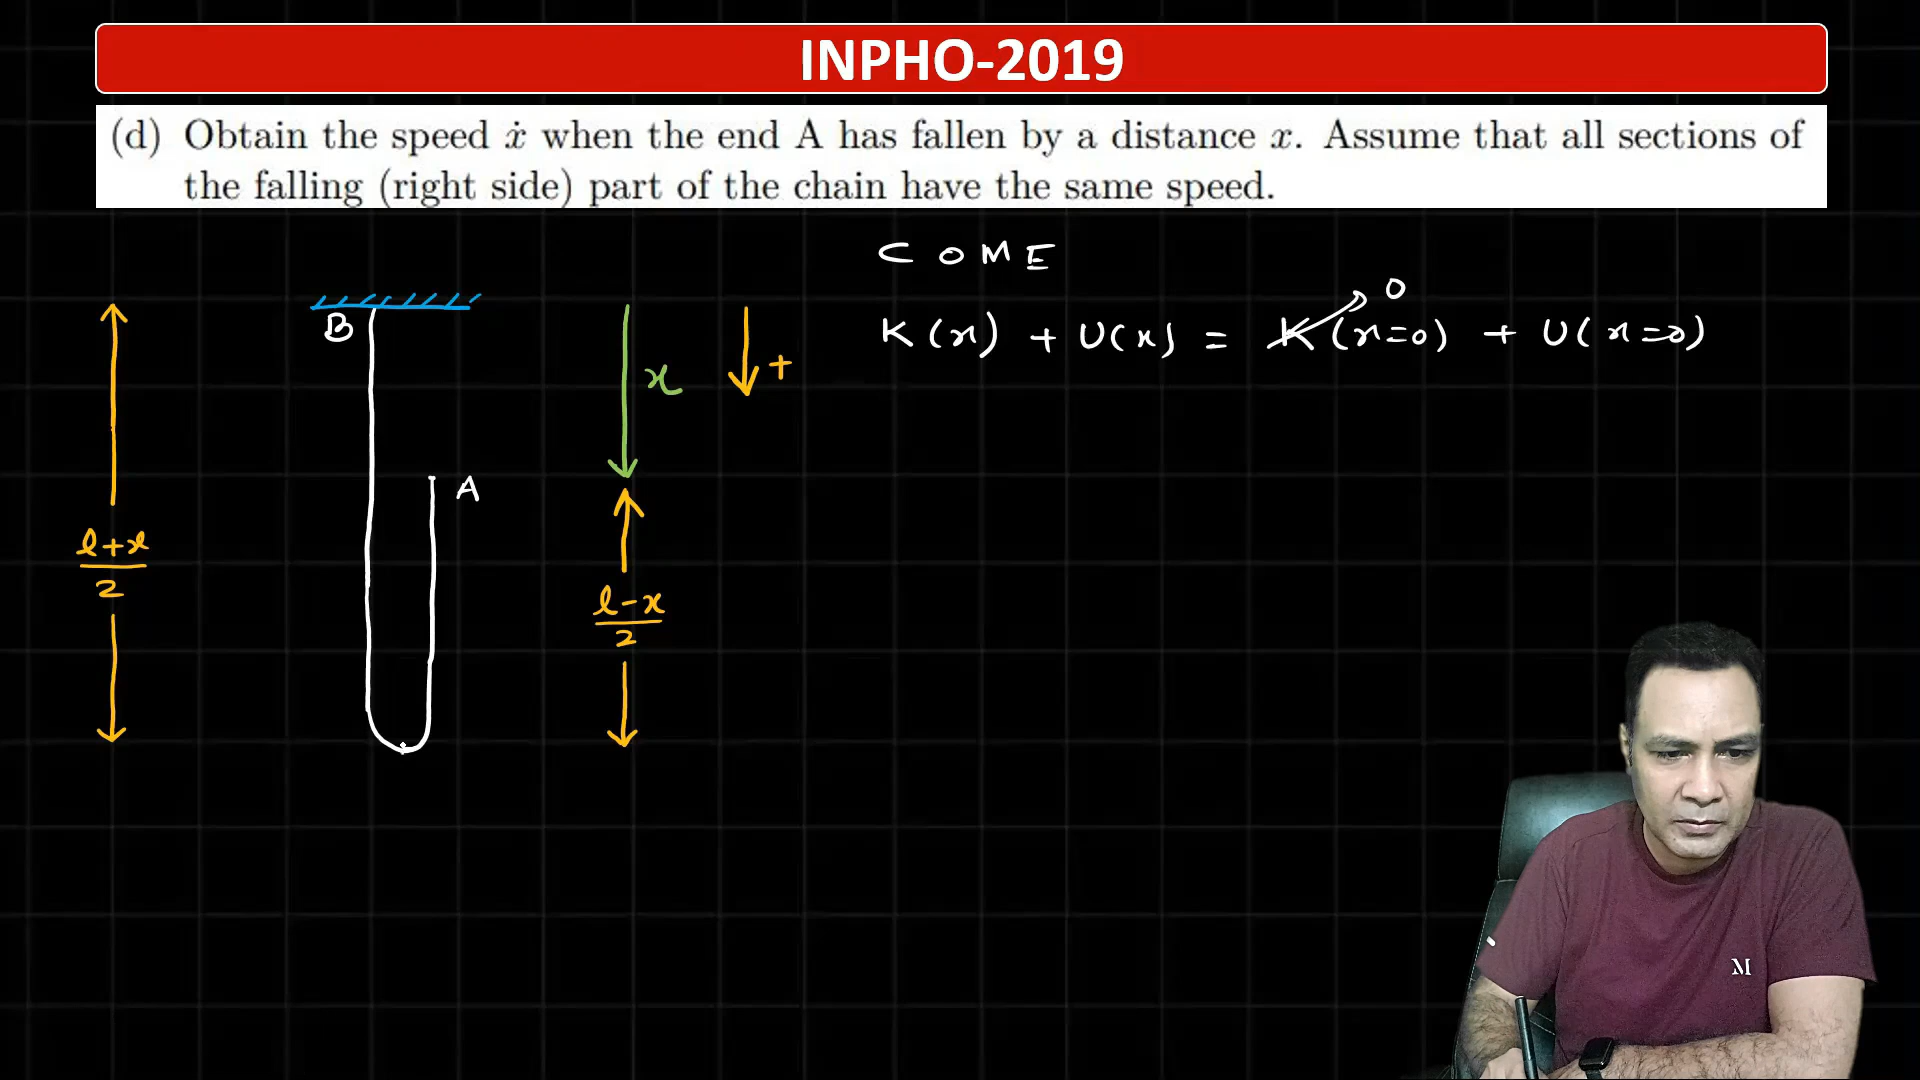 INPHO-2019
(d) Obtain the speed ẋ when the end A has fallen by a distance x. Assume that all sections of
the falling (right side) part of the chain have the same speed.
COME
K(x) + U(x) = K(x=0) + U(x=0)
0
B
x
+
A
l+x
2
l-x
2
M